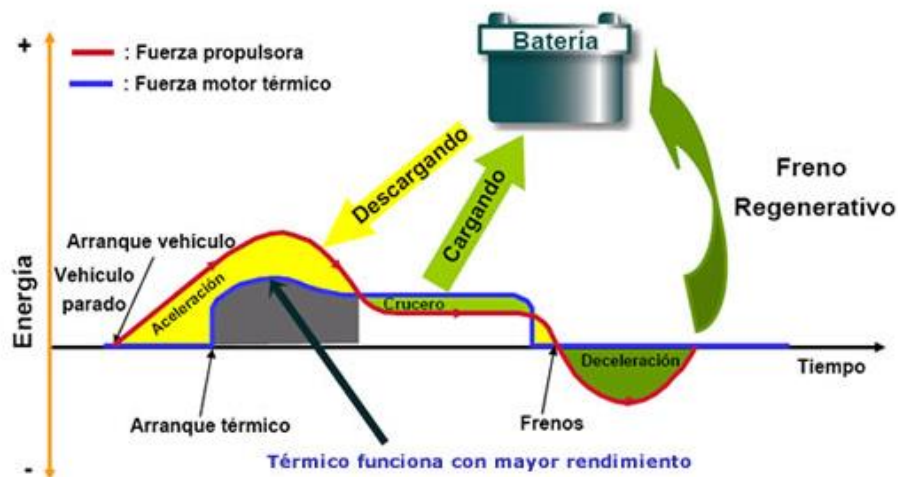 +
: Fuerza propulsora
: Fuerza motor térmico
Batería
Descargando
Cargando
Freno
Regenerativo
Arranque vehículo
Vehículo
parado
Energía
Aceleración
Crucero
Deceleración
Tiempo
Arranque térmico
Frenos
-
Térmico funciona con mayor rendimiento